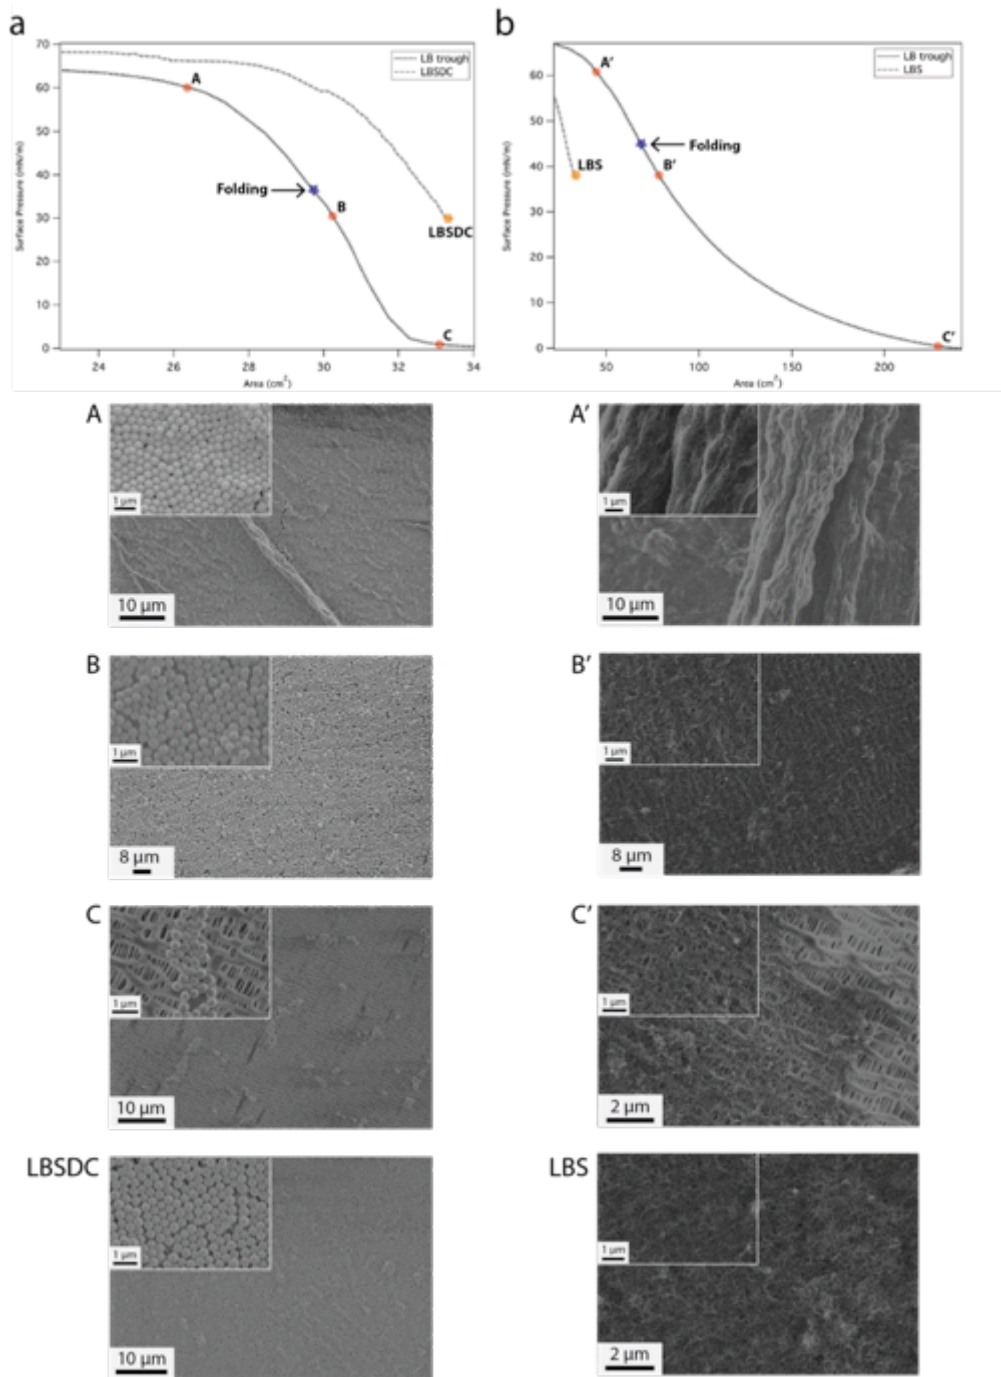 a
70
60
50
40
30
20
10
0
Surface Pressure (mN/m)
24
26
28
30
32
34
Area (cm²)
LB trough
LBSDC
A
Folding
B
LBSDC
C
b
60
50
40
30
20
10
0
Surface Pressure (mN/m)
50
100
150
200
Area (cm²)
LB trough
LBS
A'
Folding
LBS
B'
C'
A
1 µm
10 µm
A'
1 µm
10 µm
B
1 µm
8 µm
B'
1 µm
8 µm
C
1 µm
10 µm
C'
1 µm
2 µm
LBSDC
1 µm
10 µm
LBS
1 µm
2 µm